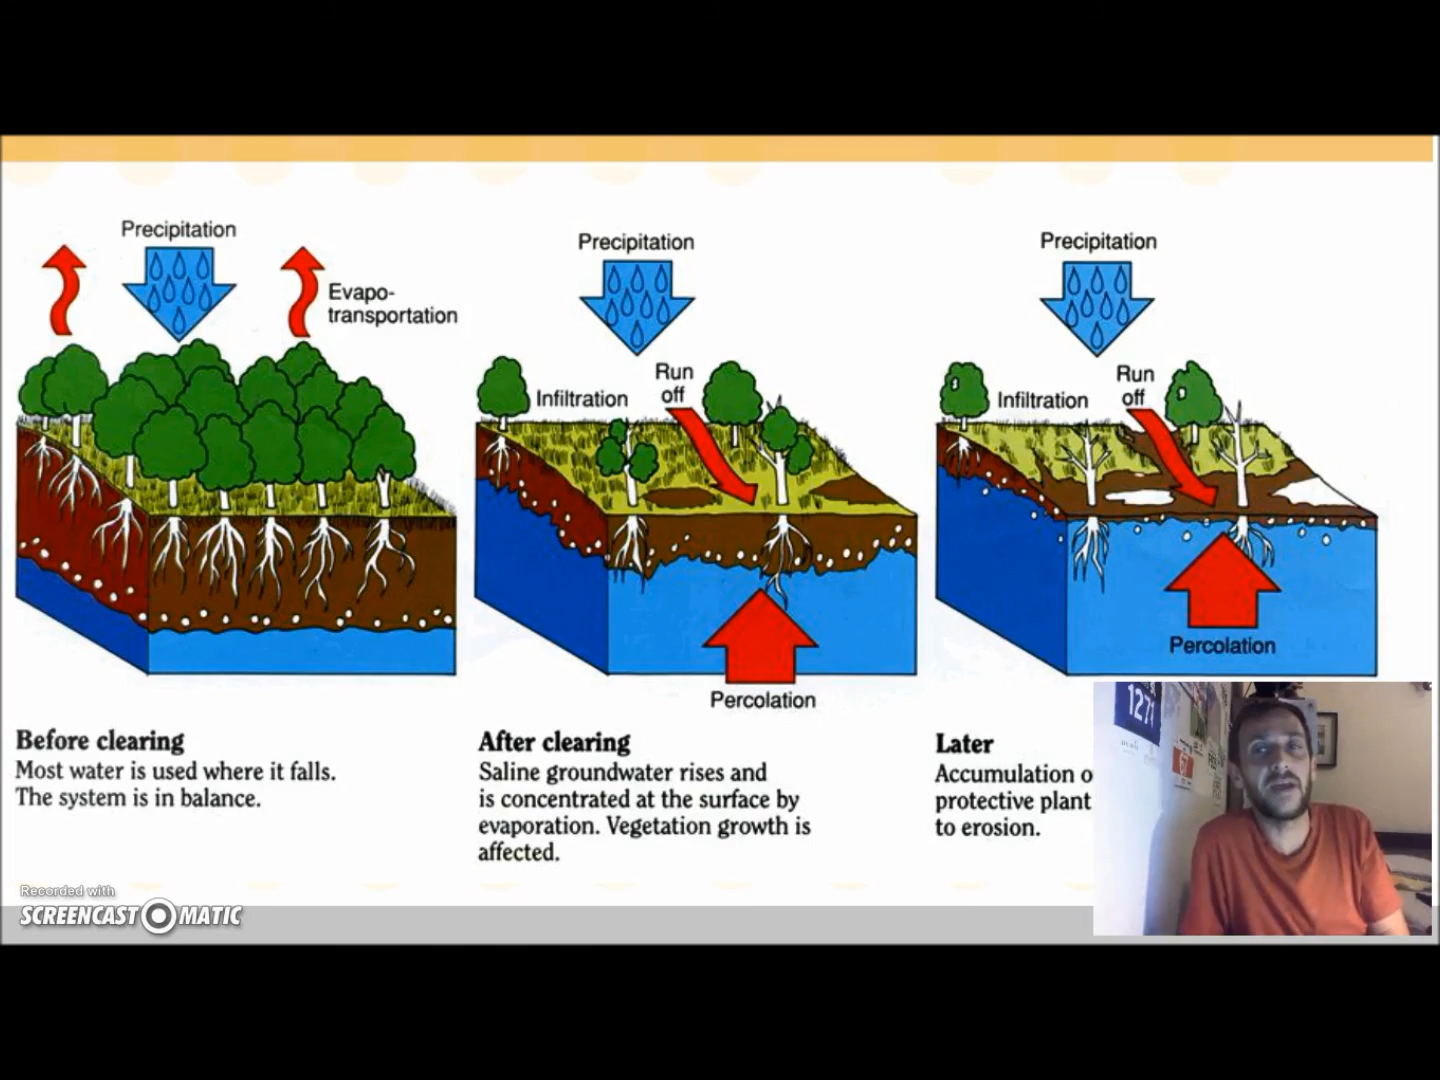 Precipitation
Evapo-
transportation
Before clearing
Most water is used where it falls.
The system is in balance.
Precipitation
Infiltration
Run
off
Percolation
After clearing
Saline groundwater rises and
is concentrated at the surface by
evaporation. Vegetation growth is
affected.
Precipitation
Infiltration
Run
off
Percolation
Later
Accumulation o
protective plant
to erosion.
1271
Recorded with
SCREENCAST MATIC